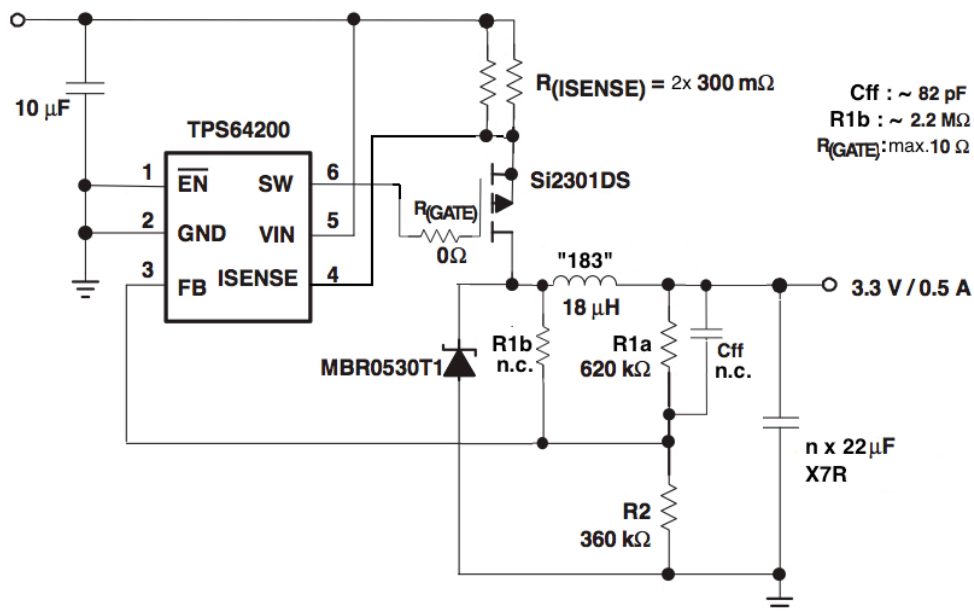 10 μF
TPS64200
1
EN
SW
6
2
GND
VIN
5
3
FB
ISENSE
4
R(ISENSE) = 2x 300 mΩ
Cff : ~ 82 pF
R1b : ~ 2.2 MΩ
R(GATE):max.10 Ω
Si2301DS
R(GATE)
0Ω
"183"
18 μH
3.3 V / 0.5 A
MBR0530T1
R1b
n.c.
R1a
620 kΩ
Cff
n.c.
n x 22μF
X7R
R2
360 kΩ